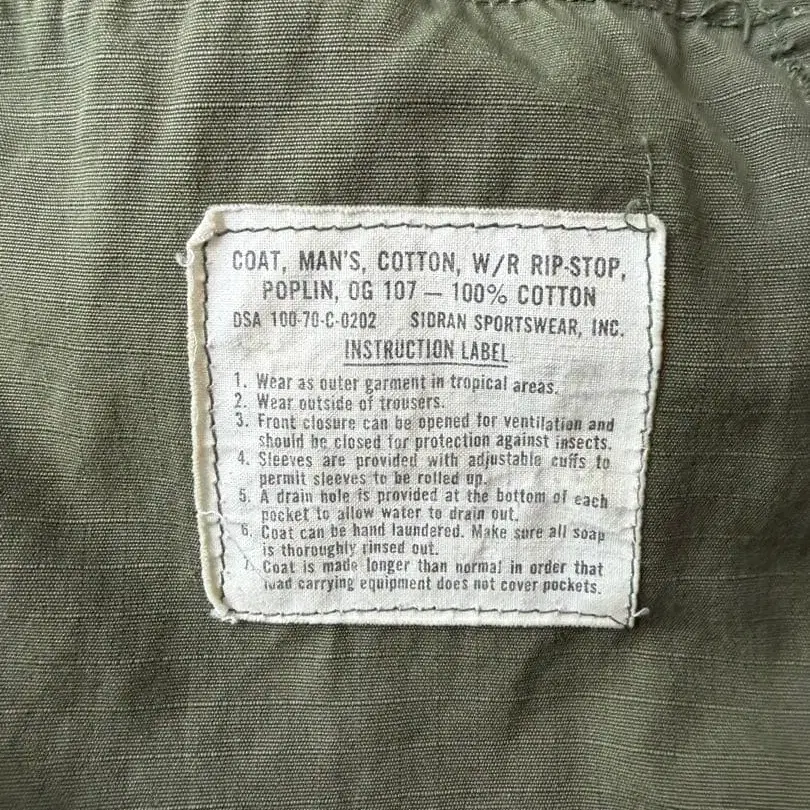 COAT, MAN'S, COTTON, W/R RIP-STOP,
POPLIN, OG 107 — 100% COTTON
DSA 100-70-C-0202 SIDRAN SPORTSWEAR, INC.
INSTRUCTION LABEL
1. Wear as outer garment in tropical areas.
2. Wear outside of trousers.
3. Front closure can be opened for ventilation and
should be closed for protection against insects.
4. Sleeves are provided with adjustable cuffs to
permit sleeves to be rolled up.
5. A drain hole is provided at the bottom of each
pocket to allow water to drain out.
6. Coat can be hand laundered. Make sure all soap
is thoroughly rinsed out.
7. Coat is made longer than normal in order that
load carrying equipment does not cover pockets.